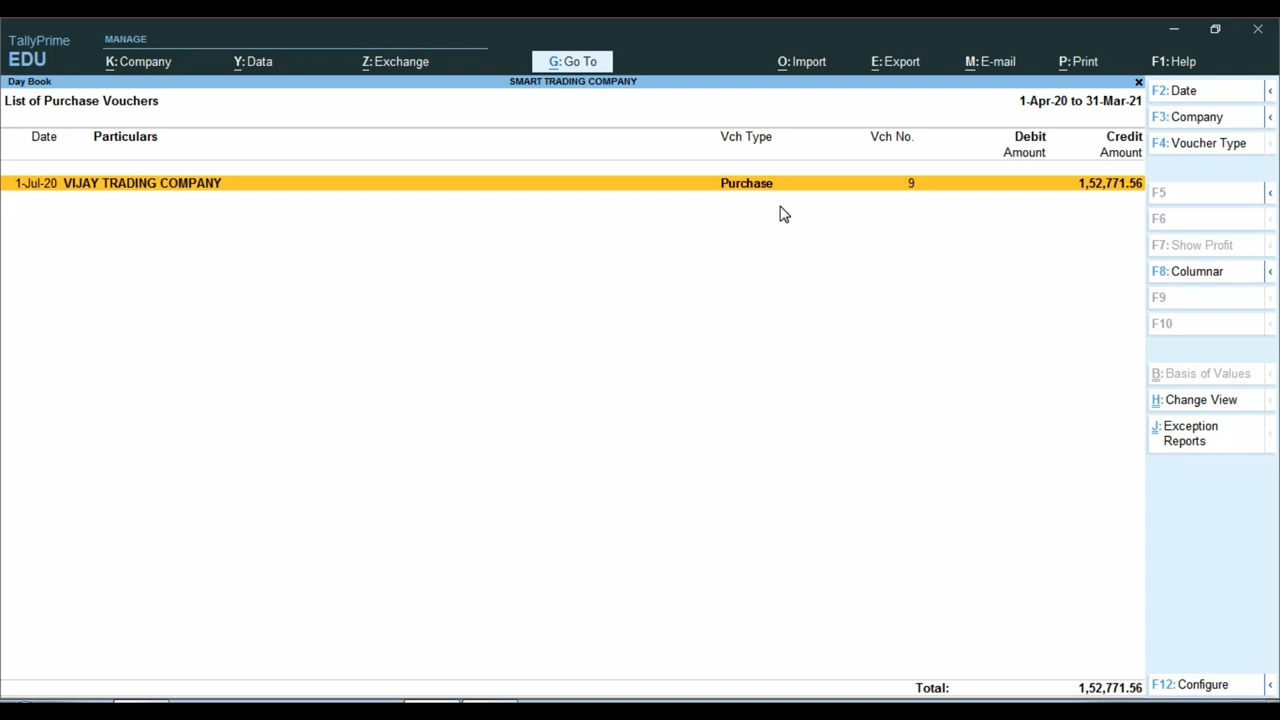 TallyPrime
EDU
MANAGE
K: Company
Y: Data
Z: Exchange
G: Go To
O: Import
E: Export
M: E-mail
P: Print
F1: Help
Day Book
SMART TRADING COMPANY
List of Purchase Vouchers
1-Apr-20 to 31-Mar-21
Date Particulars Vch Type Vch No. Debit Credit
Amount Amount
1-Jul-20 VIJAY TRADING COMPANY Purchase 9 1,52,771.56
Total: 1,52,771.56
F2: Date
F3: Company
F4: Voucher Type
F5
F6
F7: Show Profit
F8: Columnar
F9
F10
B: Basis of Values
H: Change View
J: Exception
Reports
F12: Configure